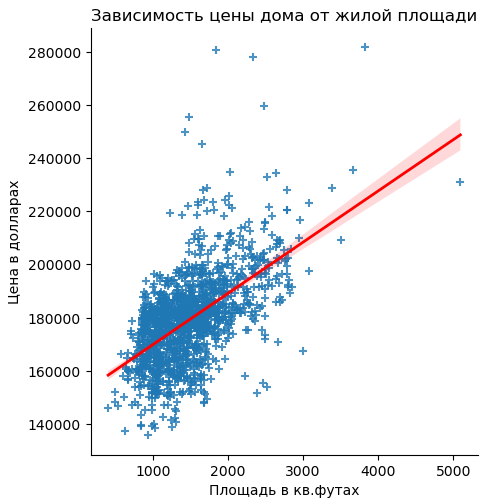 Зависимость цены дома от жилой площади
280000
260000
240000
220000
200000
180000
160000
140000
Цена в долларах
1000 2000 3000 4000 5000
Площадь в кв.футах